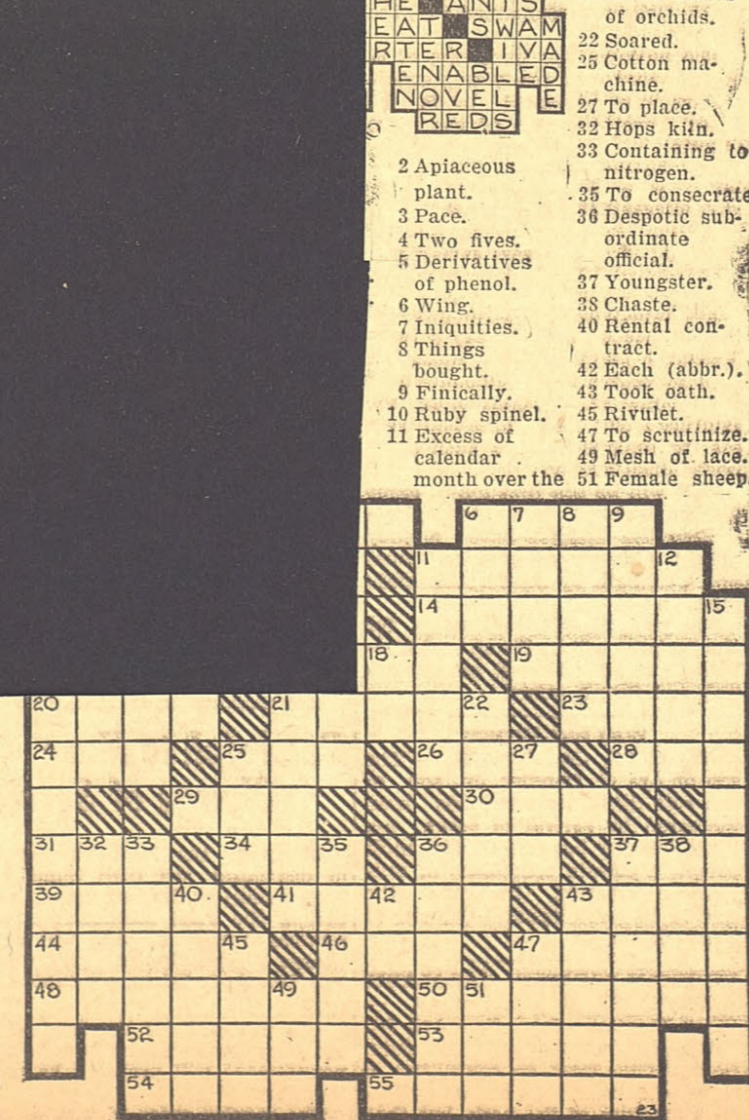 HE ANTS
EAT SWAM
RTER IVA
ENABLED
NOVEL E
REDS
2 Apiaceous
plant.
3 Pace.
4 Two fives.
5 Derivatives
of phenol.
6 Wing.
7 Iniquities.
8 Things
bought.
9 Finically.
10 Ruby spinel.
11 Excess of
calendar
month over the
of orchids.
22 Soared.
25 Cotton ma-
chine.
27 To place.
32 Hops kiln.
33 Containing to
nitrogen.
35 To consecrate
36 Despotic sub-
ordinate
official.
37 Youngster.
38 Chaste.
40 Rental con-
tract.
42 Each (abbr.).
43 Took oath.
45 Rivulet.
47 To scrutinize.
49 Mesh of lace.
51 Female sheep
6 7 8 9
11 12
14 15
18 19
20 21 22 23
24 25 26 27 28
29 30
31 32 33 34 35 36 37 38
39 40 41 42 43
44 45 46 47
48 49 50 51
52 53
54 55 23